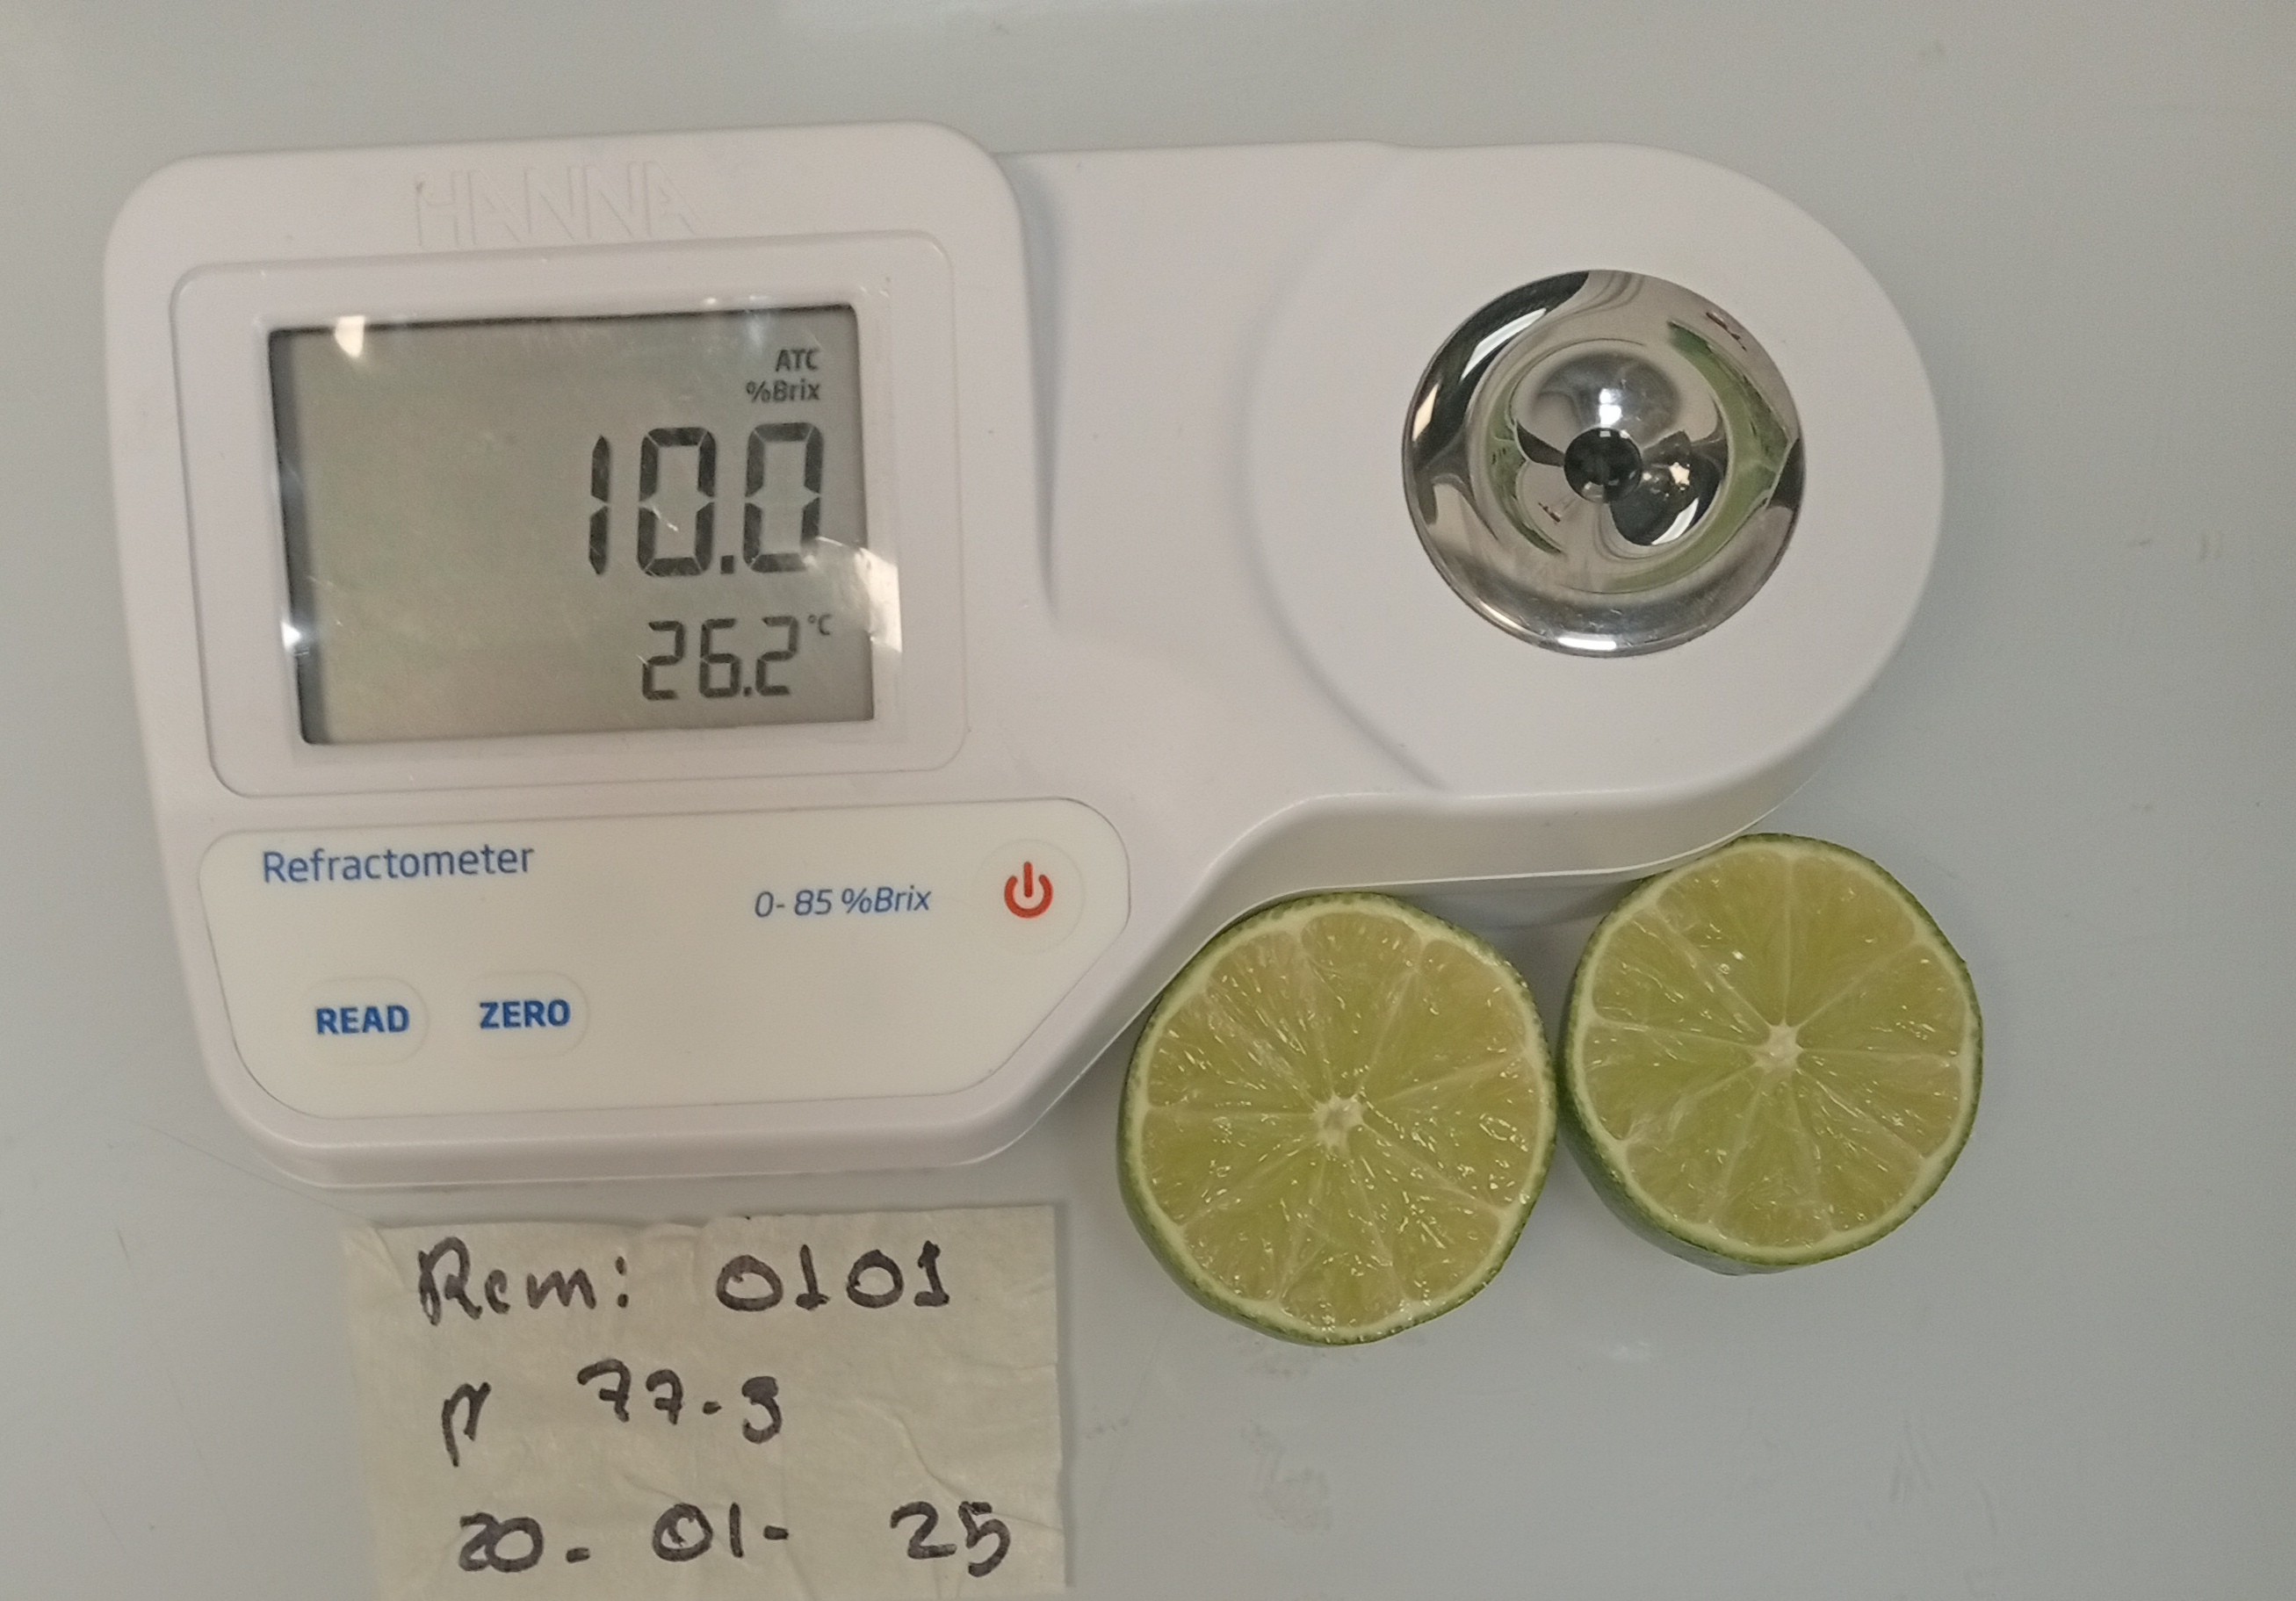 HANNA
ATC
%Brix
10.0
26.2 °C
Refractometer
0-85 %Brix
READ ZERO
Rem: 0101
P 77-3
20-01-25